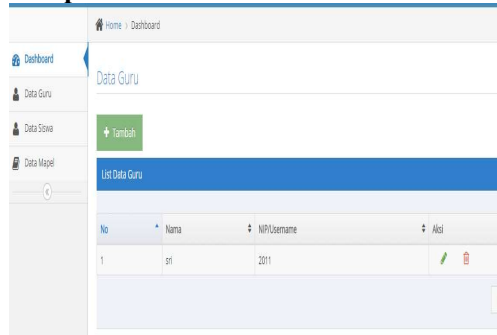 Home > Dashboard
Dashboard
Data Guru
Data Siswa
Data Mapel
Data Guru
+ Tambah
List Data Guru
No Nama NIP/Username Aksi
1 sri 2011